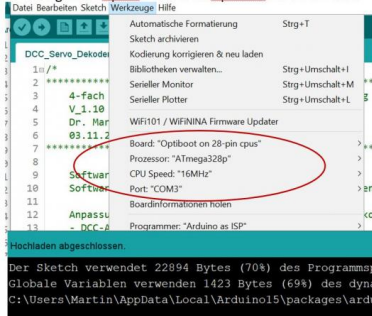 Datei Bearbeiten Sketch Werkzeuge Hilfe
Automatische Formatierung Strg+T
Sketch archivieren
DCC_Servo_Dekoder Kodierung korrigieren & neu laden
1 /* Bibliotheken verwalten... Strg+Umschalt+I
2 ******************** Serieller Monitor Strg+Umschalt+M
3 4-fach Serieller Plotter Strg+Umschalt+L
4 V_1.10
5 Dr. Mar WiFi101 / WiFiNINA Firmware Updater
6 03.11.2
7 ******************** Board: "Optiboot on 28-pin cpus"
8 Prozessor: "ATmega328p"
9 Softwar CPU Speed: "16MHz"
10 Softwar Port: "COM3"
11 Boardinformationen holen
12 Anpassu
13 - DCC-A Programmer: "Arduino as ISP"
Hochladen abgeschlossen.
Der Sketch verwendet 22894 Bytes (70%) des Programmsp
Globale Variablen verwenden 1423 Bytes (69%) des dyna
C:\Users\Martin\AppData\Local\Arduino15\packages\ardu